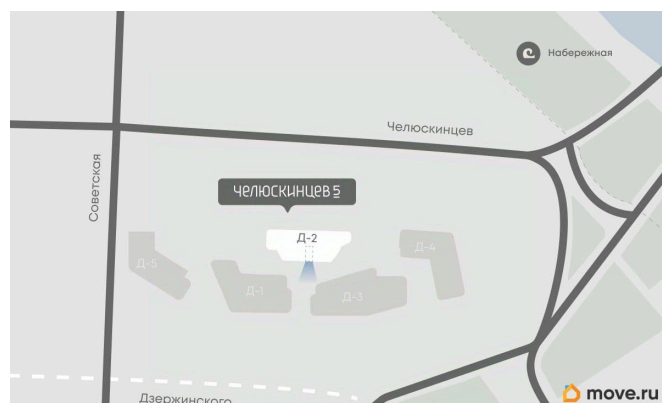 Набережная
Челюскинцев
Советская
ЧЕЛЮСКИНЦЕВ 5
Д-2
Д-4
Д-5
Д-1
Д-3
Дзержинского
move.ru